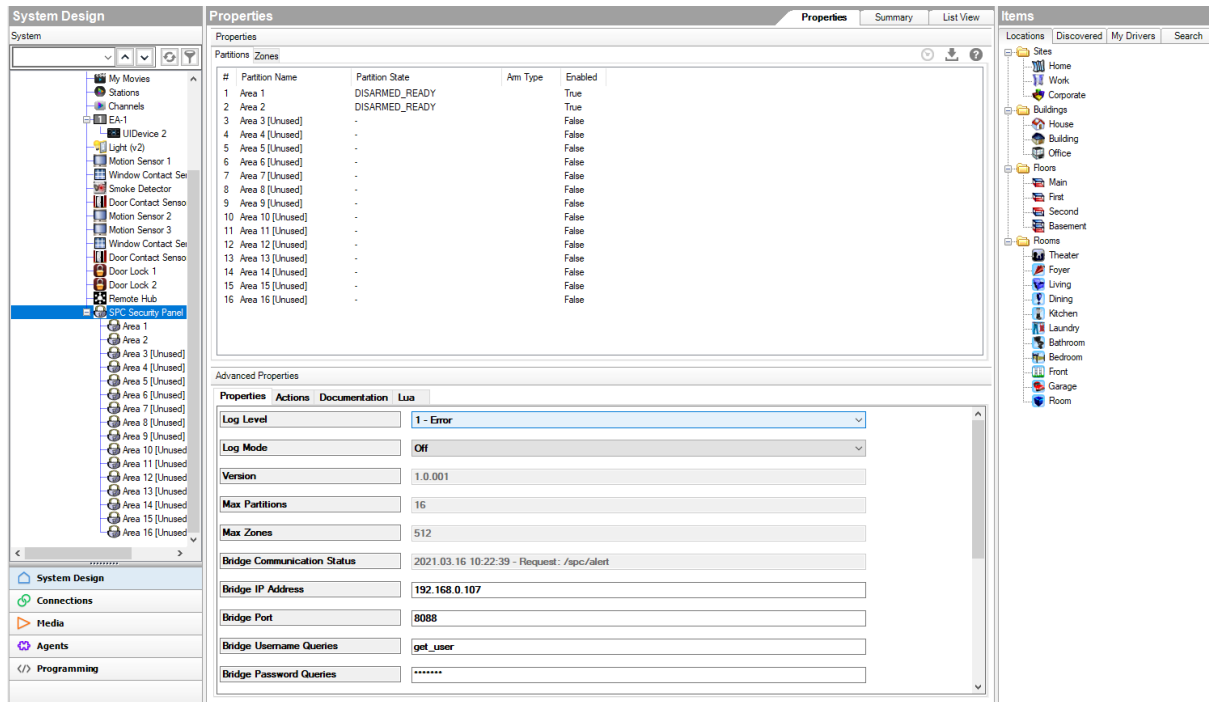 System Design
System
My Movies
Stations
Channels
EA-1
UIDevice 2
Light (v2)
Motion Sensor 1
Window Contact Sen
Smoke Detector
Door Contact Senso
Motion Sensor 2
Motion Sensor 3
Window Contact Sen
Door Contact Senso
Door Lock 1
Door Lock 2
Remote Hub
SPC Security Panel
Area 1
Area 2
Area 3 [Unused]
Area 4 [Unused]
Area 5 [Unused]
Area 6 [Unused]
Area 7 [Unused]
Area 8 [Unused]
Area 9 [Unused]
Area 10 [Unused
Area 11 [Unused
Area 12 [Unused
Area 13 [Unused
Area 14 [Unused
Area 15 [Unused
Area 16 [Unused
System Design
Connections
Media
Agents
Programming
Properties
Properties Summary List View
Properties
Partitions Zones
# Partition Name Partition State Arm Type Enabled
1 Area 1 DISARMED_READY True
2 Area 2 DISARMED_READY True
3 Area 3 [Unused] - False
4 Area 4 [Unused] - False
5 Area 5 [Unused] - False
6 Area 6 [Unused] - False
7 Area 7 [Unused] - False
8 Area 8 [Unused] - False
9 Area 9 [Unused] - False
10 Area 10 [Unused] - False
11 Area 11 [Unused] - False
12 Area 12 [Unused] - False
13 Area 13 [Unused] - False
14 Area 14 [Unused] - False
15 Area 15 [Unused] - False
16 Area 16 [Unused] - False
Advanced Properties
Properties Actions Documentation Lua
Log Level 1 - Error
Log Mode Off
Version 1.0.001
Max Partitions 16
Max Zones 512
Bridge Communication Status 2021.03.16 10:22:39 - Request: /spc/alert
Bridge IP Address 192.168.0.107
Bridge Port 8088
Bridge Username Queries get_user
Bridge Password Queries *******
Items
Locations Discovered My Drivers Search
Sites
Home
Work
Corporate
Buildings
House
Building
Office
Floors
Main
First
Second
Basement
Rooms
Theater
Foyer
Living
Dining
Kitchen
Laundry
Bathroom
Bedroom
Front
Garage
Room